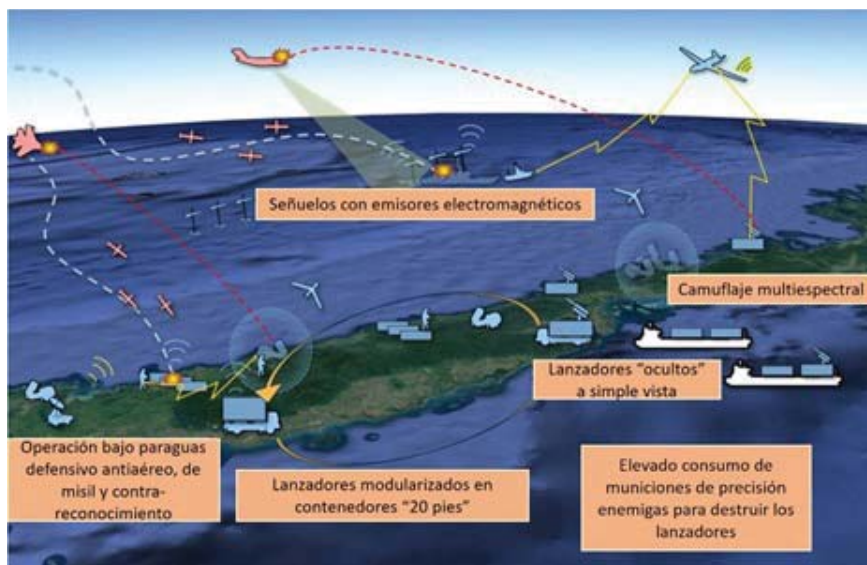 Señuelos con emisores electromagnéticos
Camuflaje multiespectral
Lanzadores "ocultos"
a simple vista
Operación bajo paraguas
defensivo antiaéreo, de
misil y contra-
reconocimiento
Lanzadores modularizados en
contenedores "20 pies"
Elevado consumo de
municiones de precisión
enemigas para destruir los
lanzadores